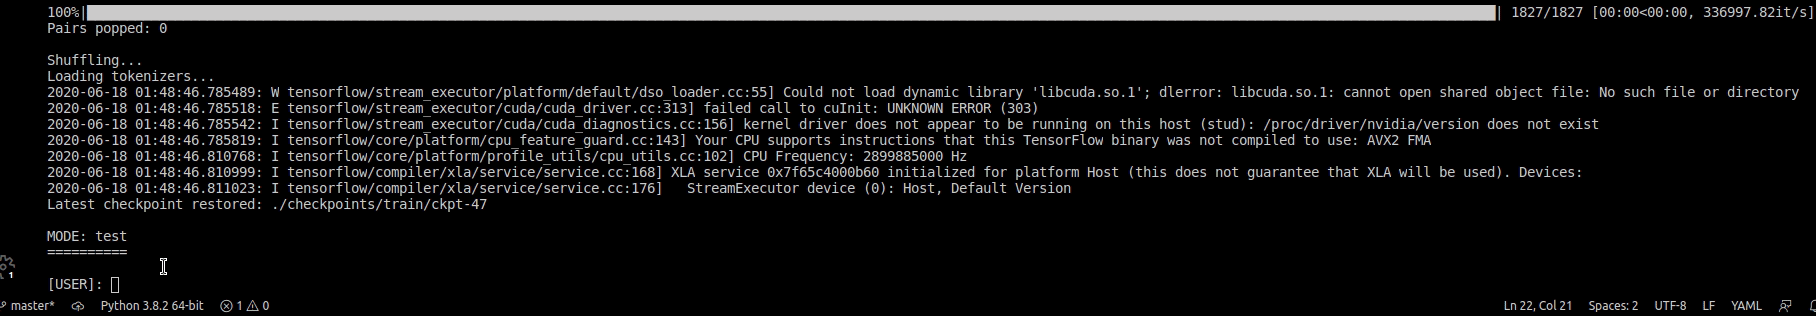 100%| 1827/1827 [00:00<00:00, 336997.82it/s]
Pairs popped: 0
Shuffling...
Loading tokenizers...
2020-06-18 01:48:46.785489: W tensorflow/stream_executor/platform/default/dso_loader.cc:55] Could not load dynamic library 'libcuda.so.1'; dlerror: libcuda.so.1: cannot open shared object file: No such file or directory
2020-06-18 01:48:46.785518: E tensorflow/stream_executor/cuda/cuda_driver.cc:313] failed call to cuInit: UNKNOWN ERROR (303)
2020-06-18 01:48:46.785542: I tensorflow/stream_executor/cuda/cuda_diagnostics.cc:156] kernel driver does not appear to be running on this host (stud): /proc/driver/nvidia/version does not exist
2020-06-18 01:48:46.785819: I tensorflow/core/platform/cpu_feature_guard.cc:143] Your CPU supports instructions that this TensorFlow binary was not compiled to use: AVX2 FMA
2020-06-18 01:48:46.810768: I tensorflow/core/platform/profile_utils/cpu_utils.cc:102] CPU Frequency: 2899885000 Hz
2020-06-18 01:48:46.810999: I tensorflow/compiler/xla/service/service.cc:168] XLA service 0x7f65c4000b60 initialized for platform Host (this does not guarantee that XLA will be used). Devices:
2020-06-18 01:48:46.811023: I tensorflow/compiler/xla/service/service.cc:176]   StreamExecutor device (0): Host, Default Version
Latest checkpoint restored: ./checkpoints/train/ckpt-47
MODE: test
==========
1
[USER]:
master* Python 3.8.2 64-bit 1 0 Ln 22, Col 21 Spaces: 2 UTF-8 LF YAML